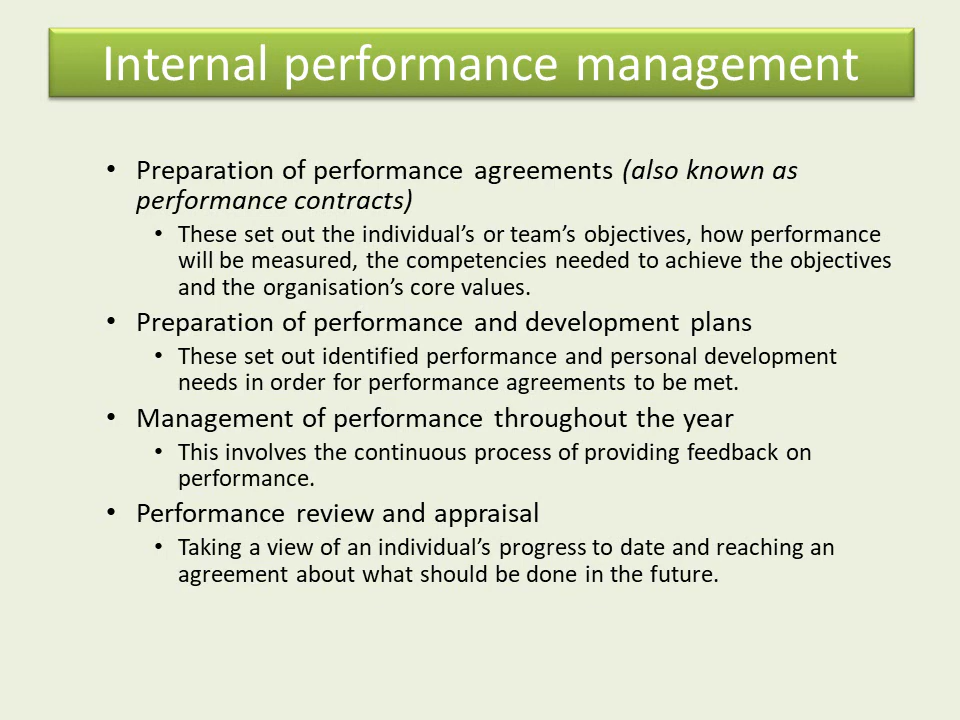 Internal performance management
• Preparation of performance agreements (also known as
performance contracts)
• These set out the individual’s or team’s objectives, how performance
will be measured, the competencies needed to achieve the objectives
and the organisation’s core values.
• Preparation of performance and development plans
• These set out identified performance and personal development
needs in order for performance agreements to be met.
• Management of performance throughout the year
• This involves the continuous process of providing feedback on
performance.
• Performance review and appraisal
• Taking a view of an individual’s progress to date and reaching an
agreement about what should be done in the future.